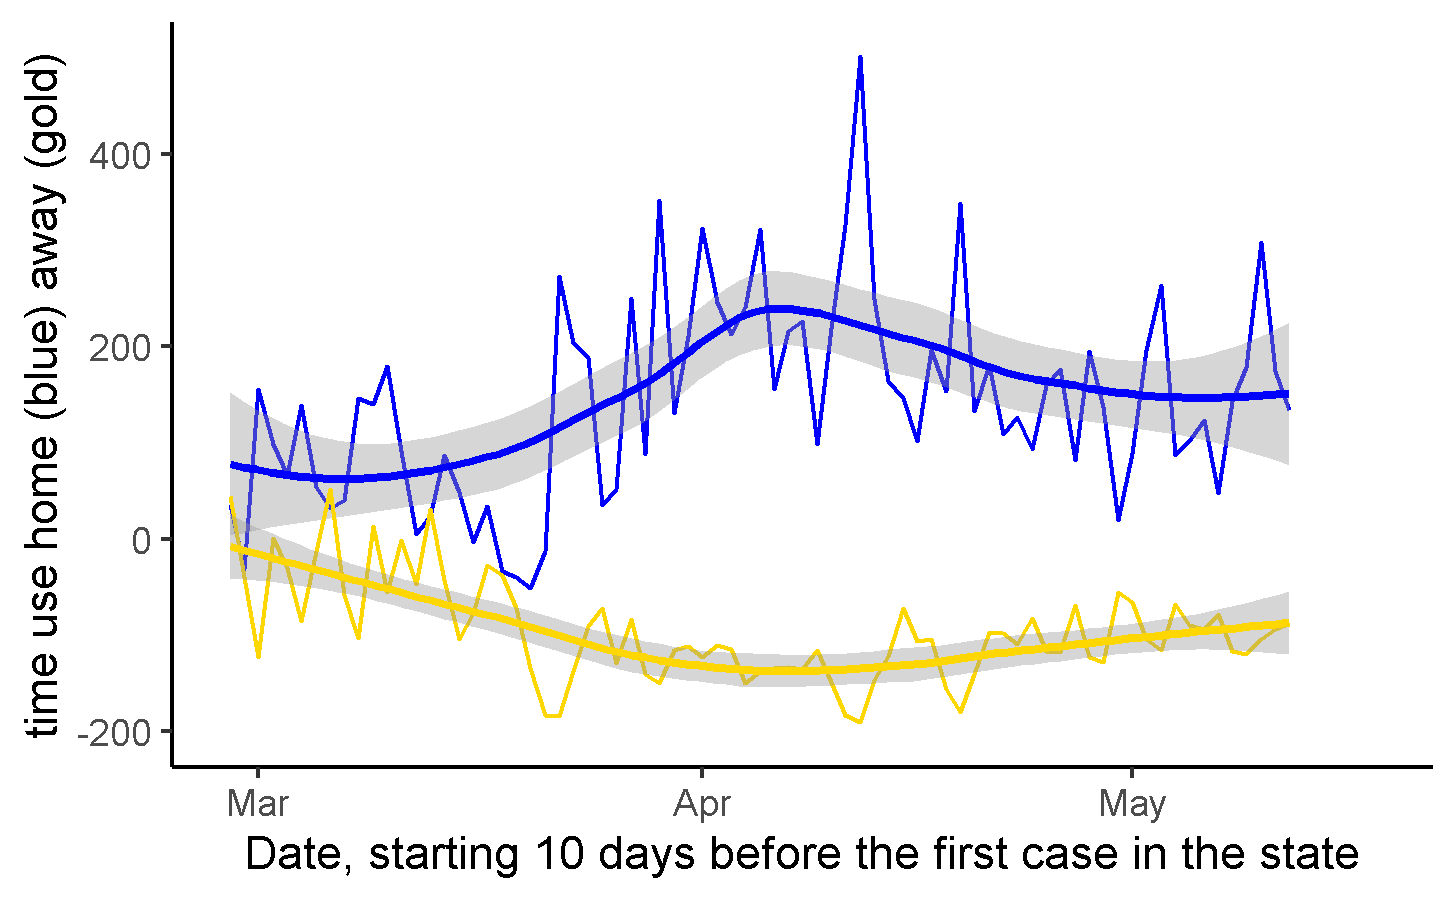 time use home (blue) away (gold)
400
200
0
-200
Mar
Apr
May
Date, starting 10 days before the first case in the state